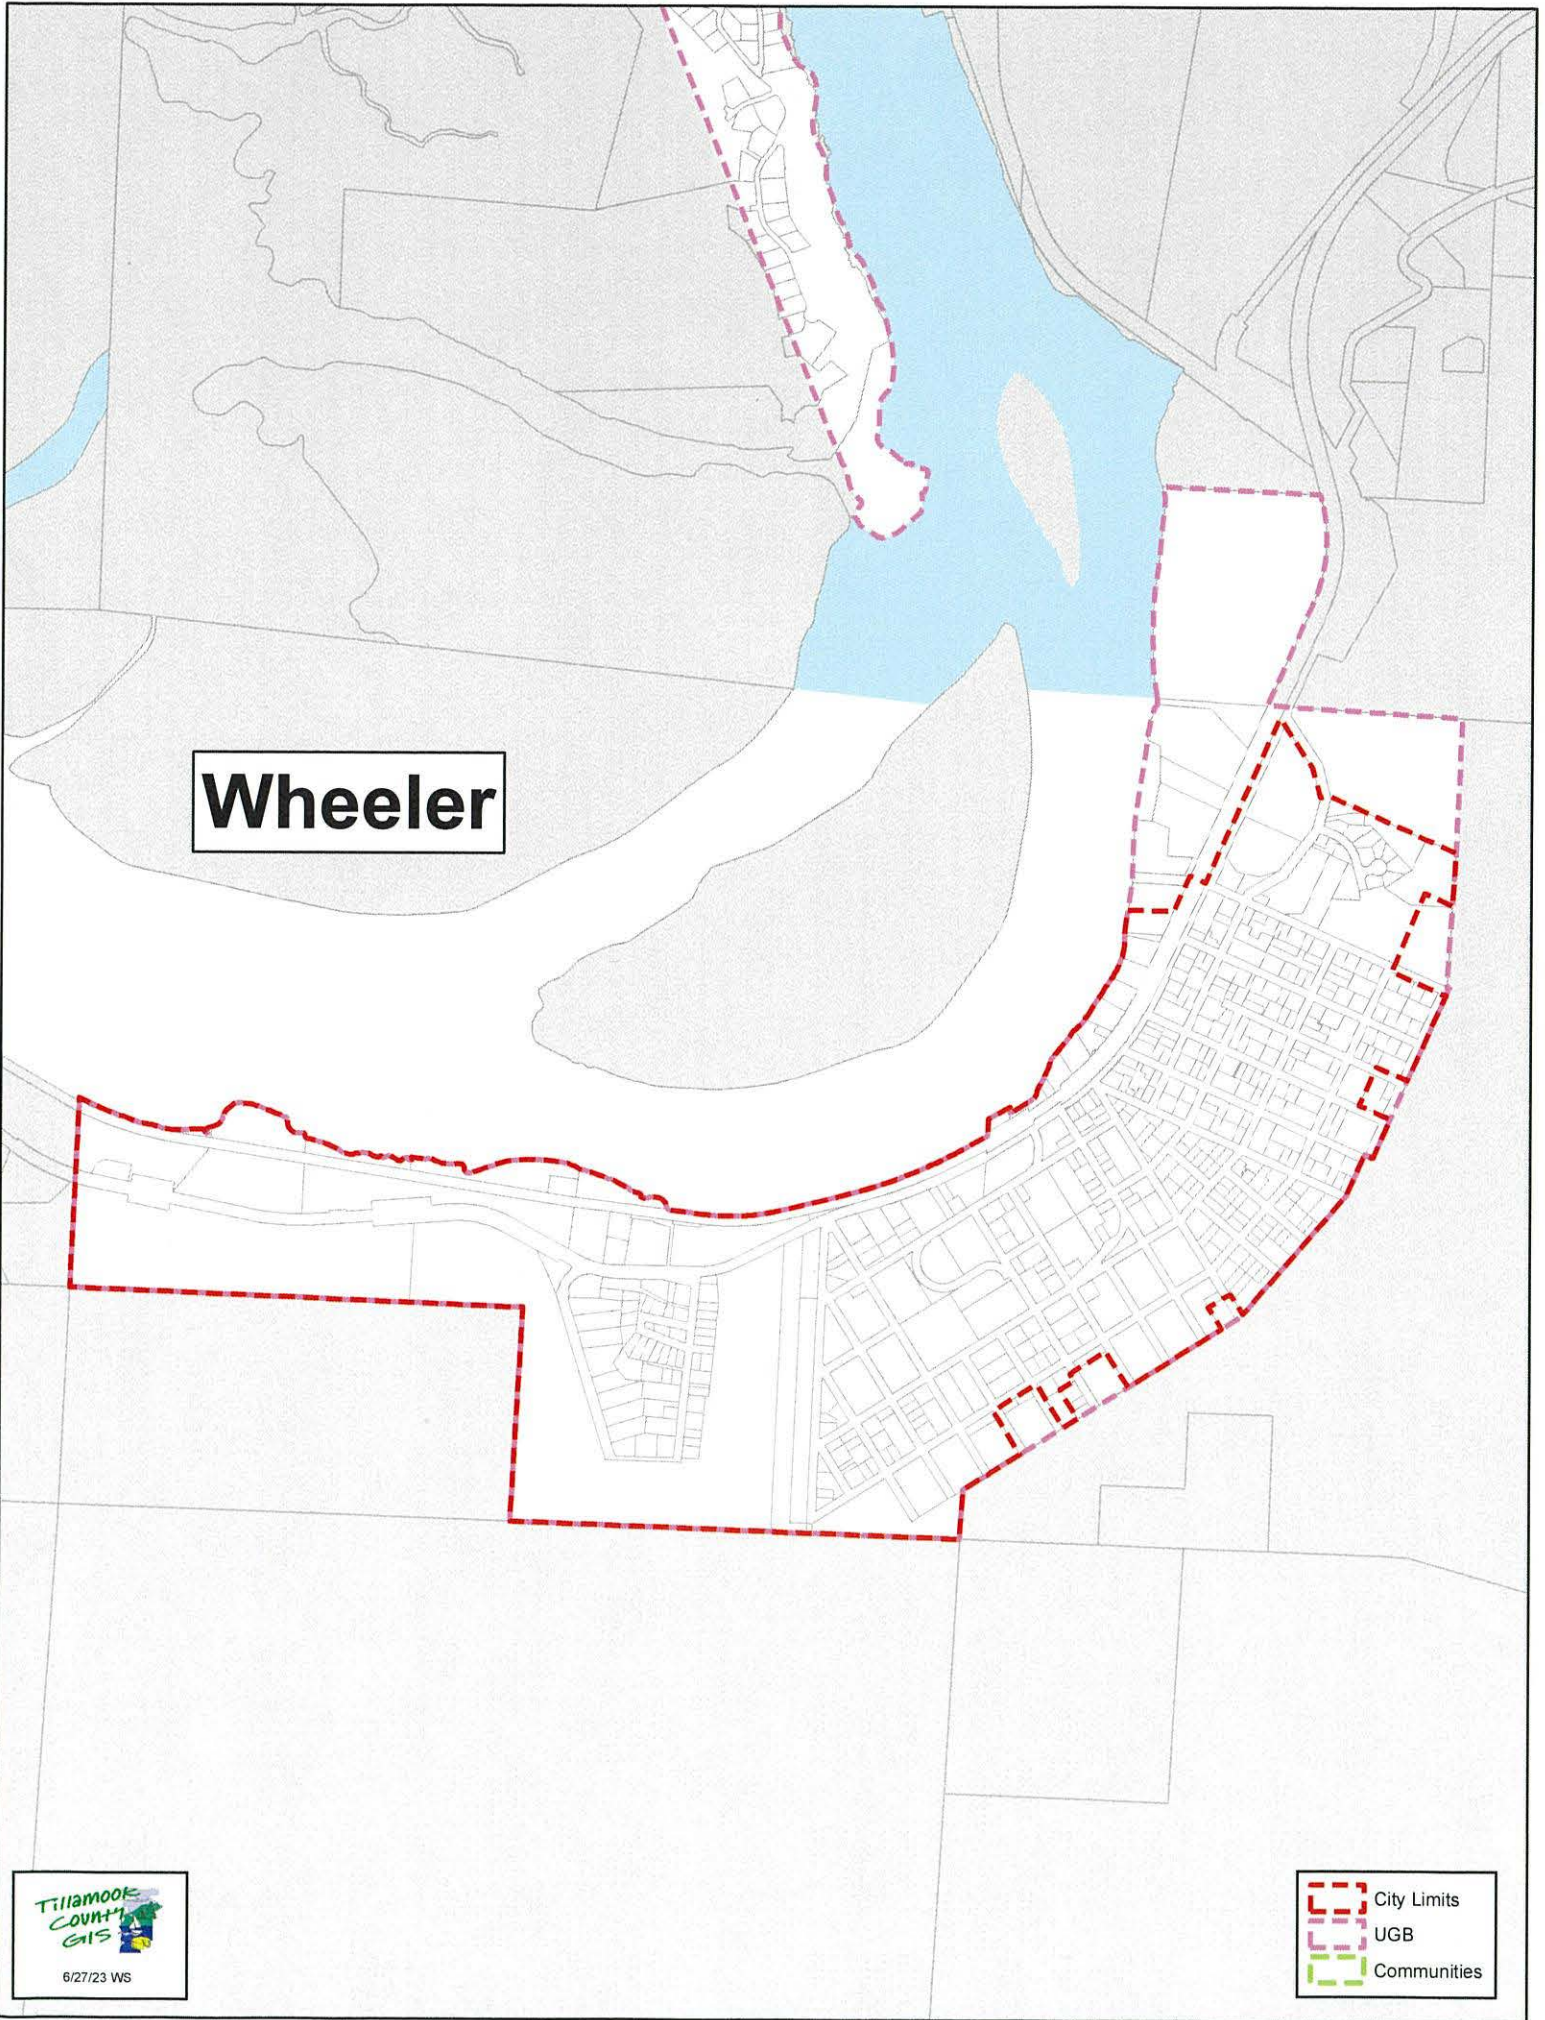 Wheeler
Tillamook
County
GIS
6/27/23 WS
City Limits
UGB
Communities